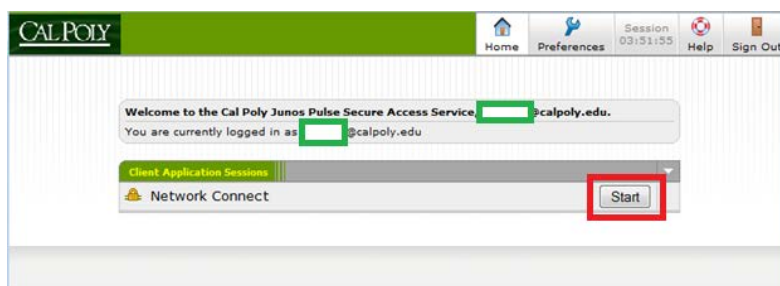 CAL POLY
Home
Preferences
Session
03:51:55
Help
Sign Out
Welcome to the Cal Poly Junos Pulse Secure Access Service, @calpoly.edu.
You are currently logged in as @calpoly.edu
Client Application Sessions
Network Connect
Start